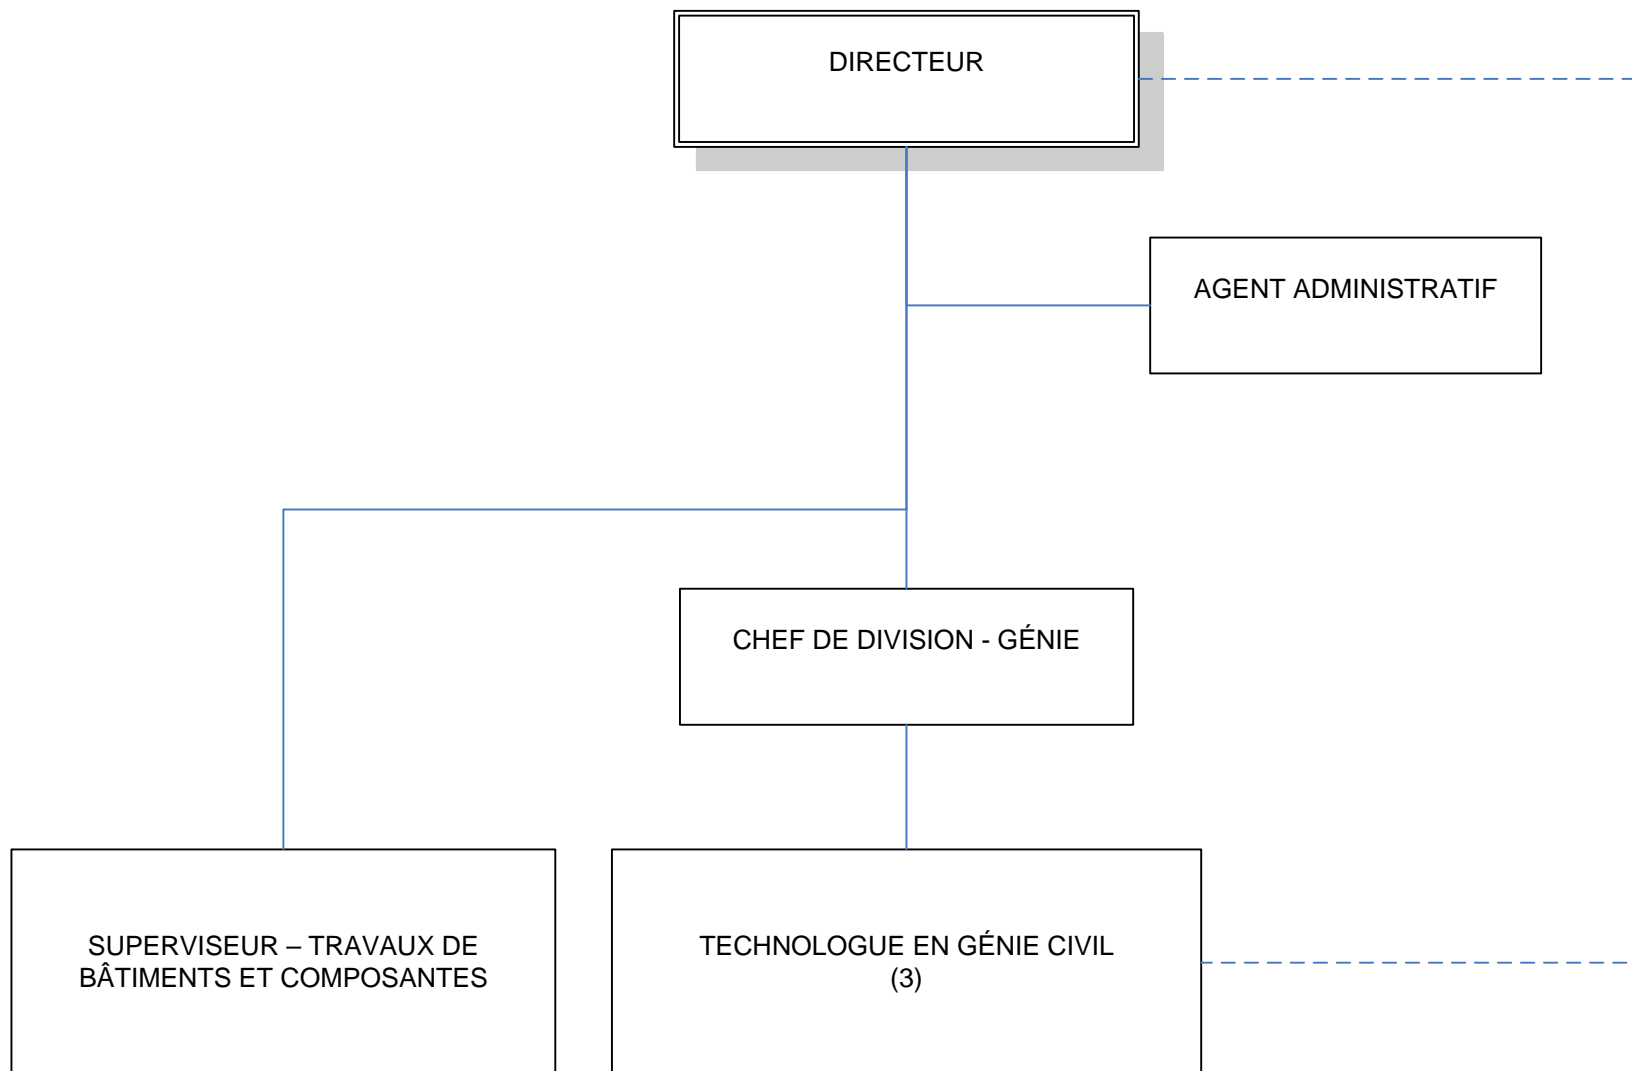 DIRECTEUR
AGENT ADMINISTRATIF
CHEF DE DIVISION - GÉNIE
SUPERVISEUR – TRAVAUX DE
BÂTIMENTS ET COMPOSANTES
TECHNOLOGUE EN GÉNIE CIVIL
(3)